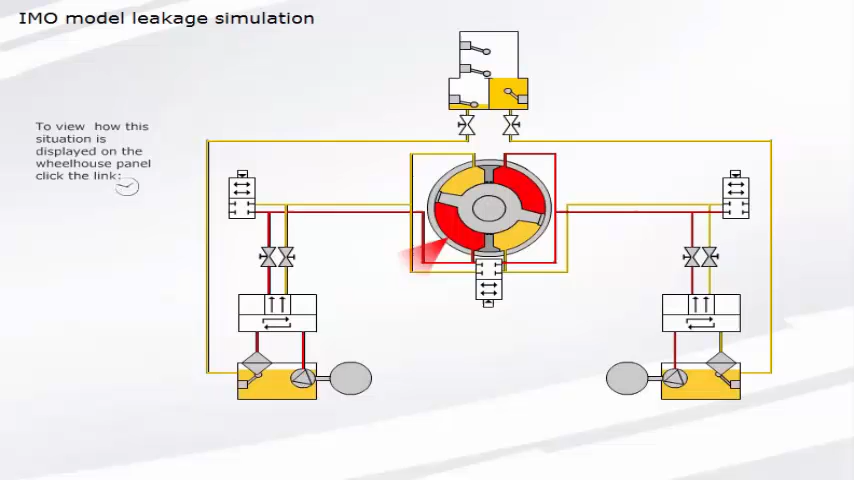 IMO model leakage simulation
To view how this
situation is
displayed on the
wheelhouse panel
click the link: